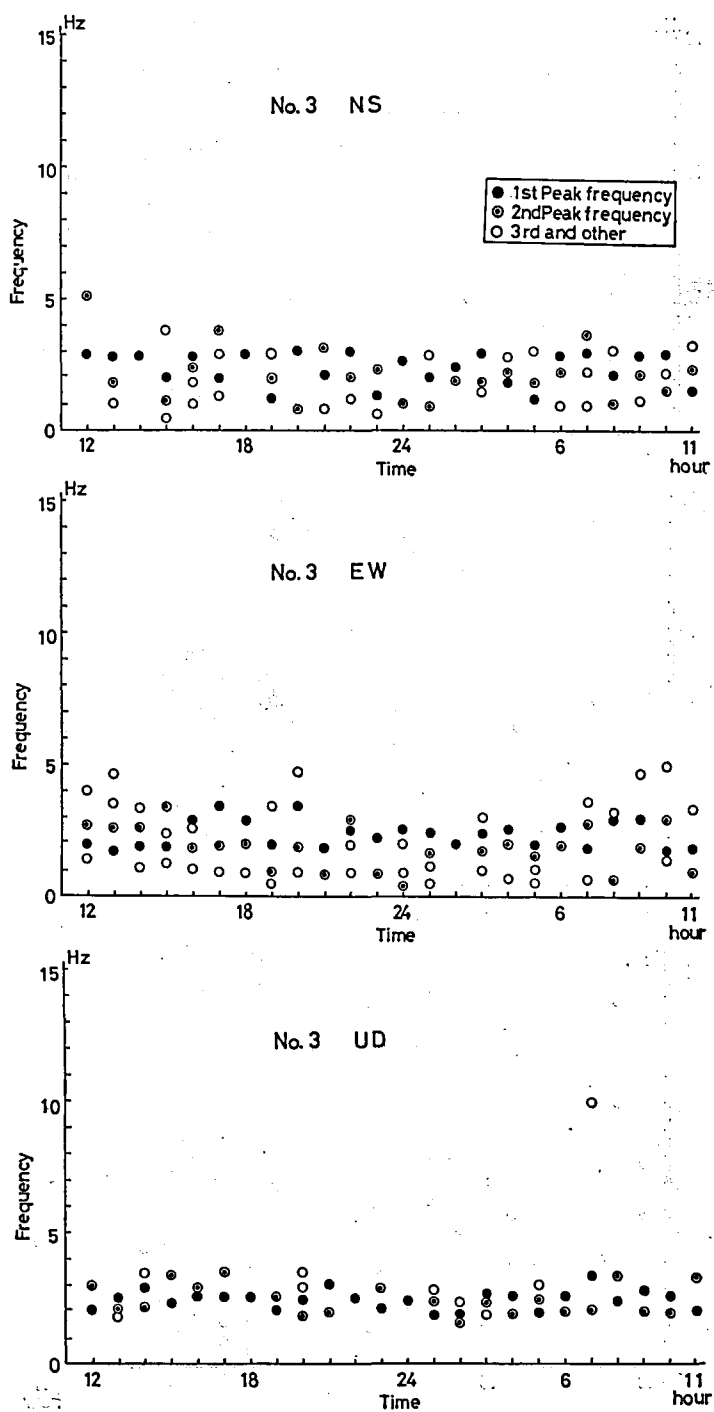 15
Hz
No. 3 NS
10
1st Peak frequency
2nd Peak frequency
3rd and other
Frequency
5
0
12 18 24 6 11
Time hour
15
Hz
No. 3 EW
10
Frequency
5
0
12 18 24 6 11
Time hour
15
Hz
No. 3 UD
10
Frequency
5
0
12 18 24 6 11
Time hour